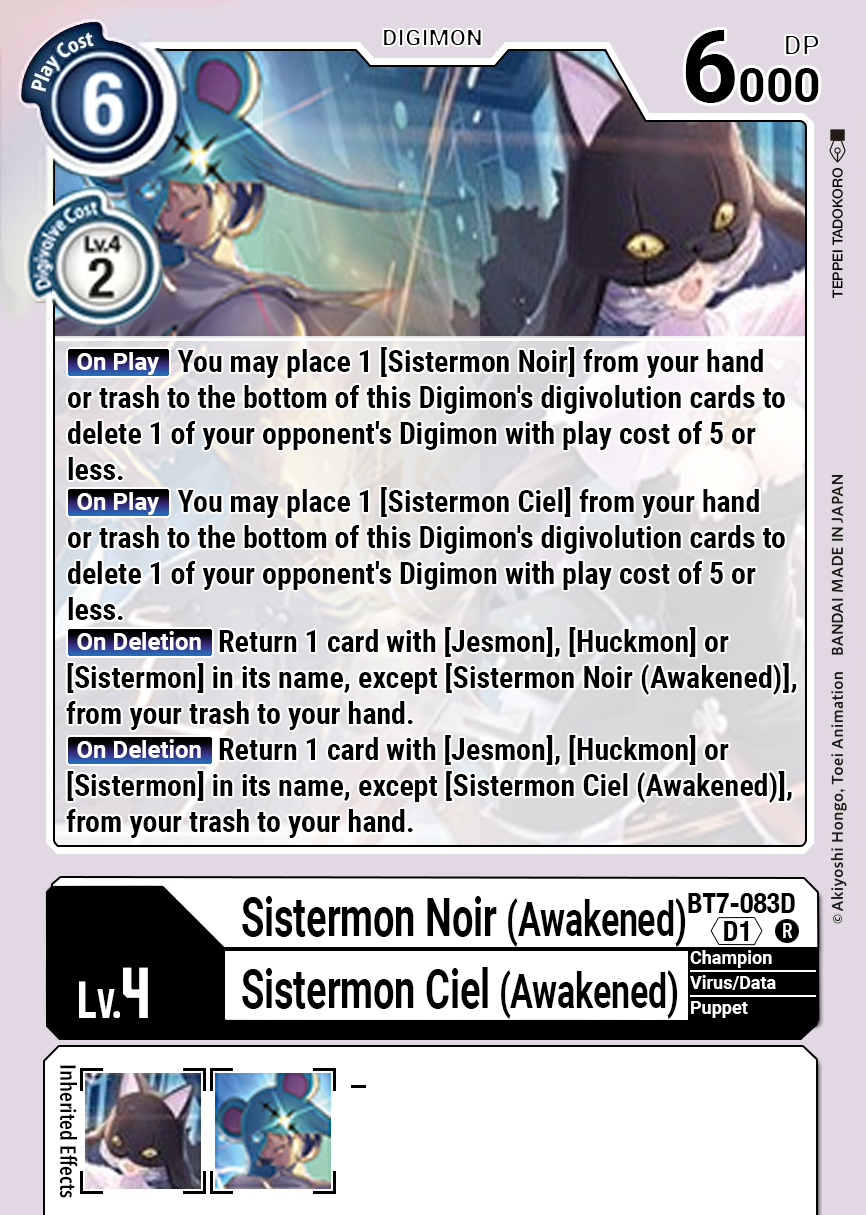 Play Cost
6
DIGIMON
DP
6000
Digivolve Cost
Lv.4
2
TEPPEI TADOKORO
On Play You may place 1 [Sistermon Noir] from your hand
or trash to the bottom of this Digimon's digivolution cards to
delete 1 of your opponent's Digimon with play cost of 5 or
less.
On Play You may place 1 [Sistermon Ciel] from your hand
or trash to the bottom of this Digimon's digivolution cards to
delete 1 of your opponent's Digimon with play cost of 5 or
less.
On Deletion Return 1 card with [Jesmon], [Huckmon] or
[Sistermon] in its name, except [Sistermon Noir (Awakened)],
from your trash to your hand.
On Deletion Return 1 card with [Jesmon], [Huckmon] or
[Sistermon] in its name, except [Sistermon Ciel (Awakened)],
from your trash to your hand.
© Akiyoshi Hongo, Toei Animation BANDAI MADE IN JAPAN
Lv.4
Sistermon Noir (Awakened)
BT7-083D
D1 R
Sistermon Ciel (Awakened)
Champion
Virus/Data
Puppet
Inherited Effects
–